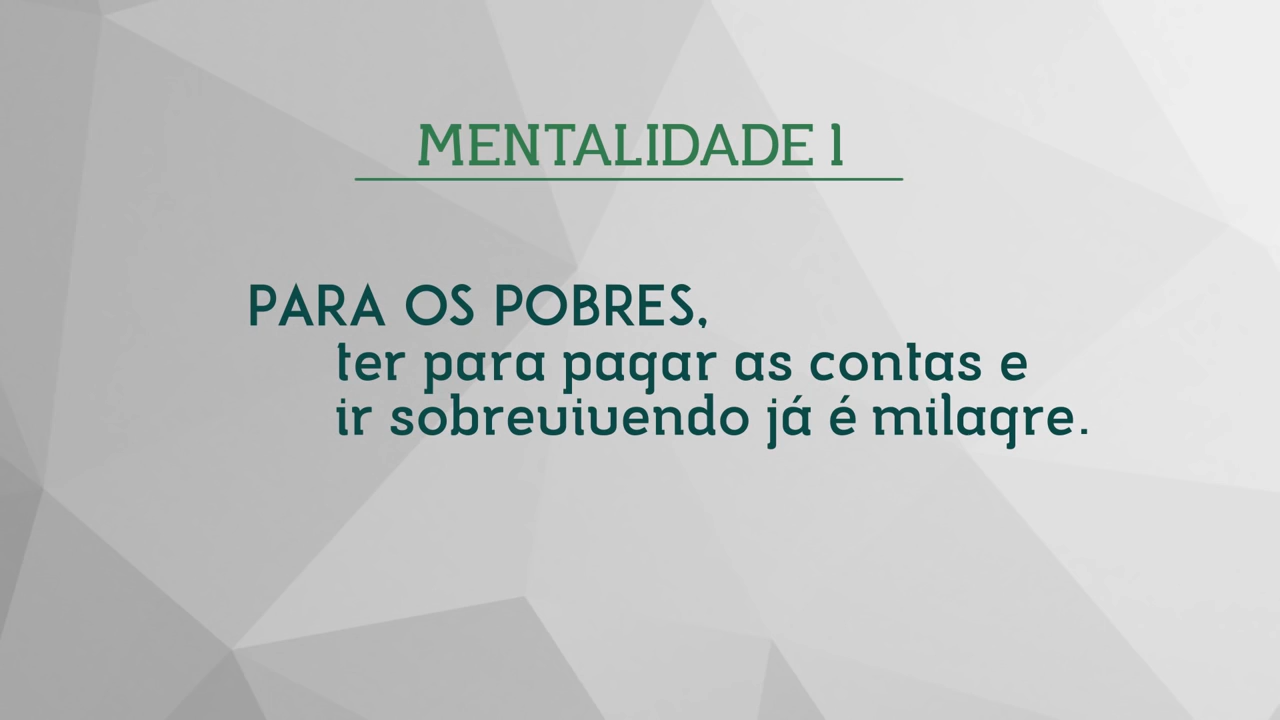 MENTALIDADE 1
PARA OS POBRES,
ter para pagar as contas e
ir sobrevivendo já é milagre.